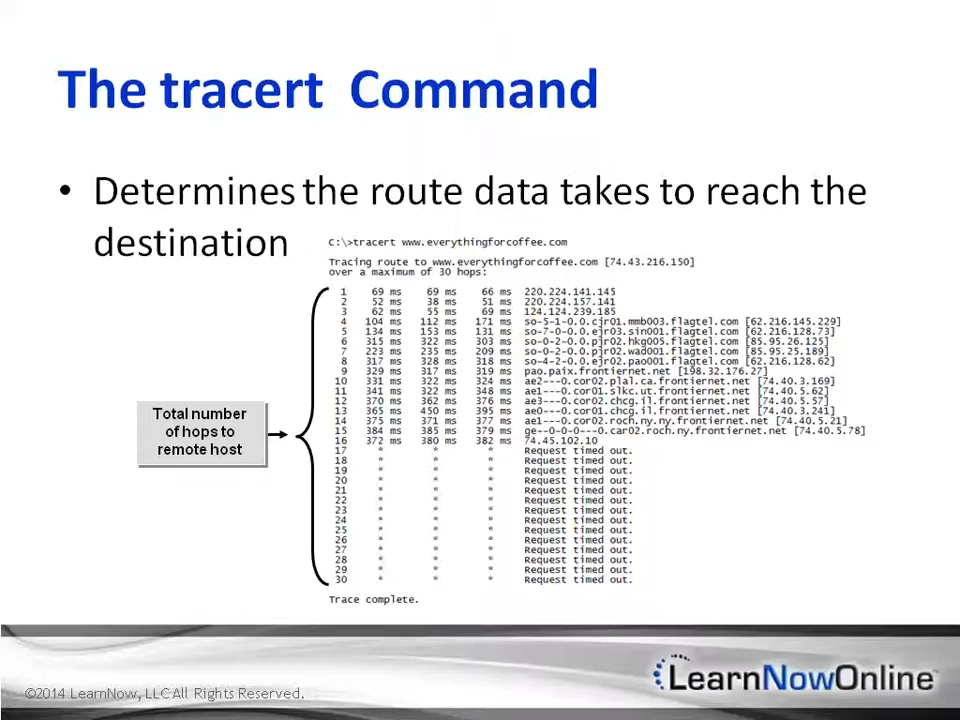 The tracert Command
• Determines the route data takes to reach the
destination
C:\>tracert www.everythingforcoffee.com
Tracing route to www.everythingforcoffee.com [74.43.216.150]
over a maximum of 30 hops:
1 69 ms 69 ms 66 ms 220.224.141.145
2 52 ms 38 ms 51 ms 220.224.157.141
3 62 ms 55 ms 69 ms 124.124.239.185
4 104 ms 112 ms 171 ms so-5-1-0.0.cjr01.mmb003.flagtel.com [62.216.145.229]
5 134 ms 153 ms 131 ms so-7-0-0.0.ejr03.sin001.flagtel.com [62.216.128.73]
6 315 ms 322 ms 303 ms so-0-2-0.0.pjr02.hkg005.flagtel.com [85.95.26.125]
7 223 ms 235 ms 209 ms so-0-2-0.0.pjr02.wad001.flagtel.com [85.95.25.189]
8 317 ms 328 ms 318 ms so-4-2-0.0.ejr02.pao001.flagtel.com [62.216.128.62]
9 329 ms 317 ms 319 ms pao.paix.frontiernet.net [198.32.176.27]
10 331 ms 322 ms 324 ms ae2---0.cor02.plal.ca.frontiernet.net [74.40.3.169]
11 341 ms 322 ms 348 ms ae1---0.cor01.slkc.ut.frontiernet.net [74.40.5.62]
12 370 ms 362 ms 376 ms ae3---0.cor02.chcg.il.frontiernet.net [74.40.5.57]
13 365 ms 450 ms 395 ms ae0---0.cor01.chcg.il.frontiernet.net [74.40.3.241]
14 375 ms 371 ms 377 ms ae1---0.cor02.roch.ny.ny.frontiernet.net [74.40.5.21]
15 384 ms 385 ms 379 ms ge--0-0-0---0.car02.roch.ny.frontiernet.net [74.40.5.78]
16 372 ms 380 ms 382 ms 74.45.102.10
17 * * * Request timed out.
18 * * * Request timed out.
19 * * * Request timed out.
20 * * * Request timed out.
21 * * * Request timed out.
22 * * * Request timed out.
23 * * * Request timed out.
24 * * * Request timed out.
25 * * * Request timed out.
26 * * * Request timed out.
27 * * * Request timed out.
28 * * * Request timed out.
29 * * * Request timed out.
30 * * * Request timed out.
Trace complete.
Total number
of hops to
remote host
©2014 LearnNow, LLC All Rights Reserved.
LearnNowOnline